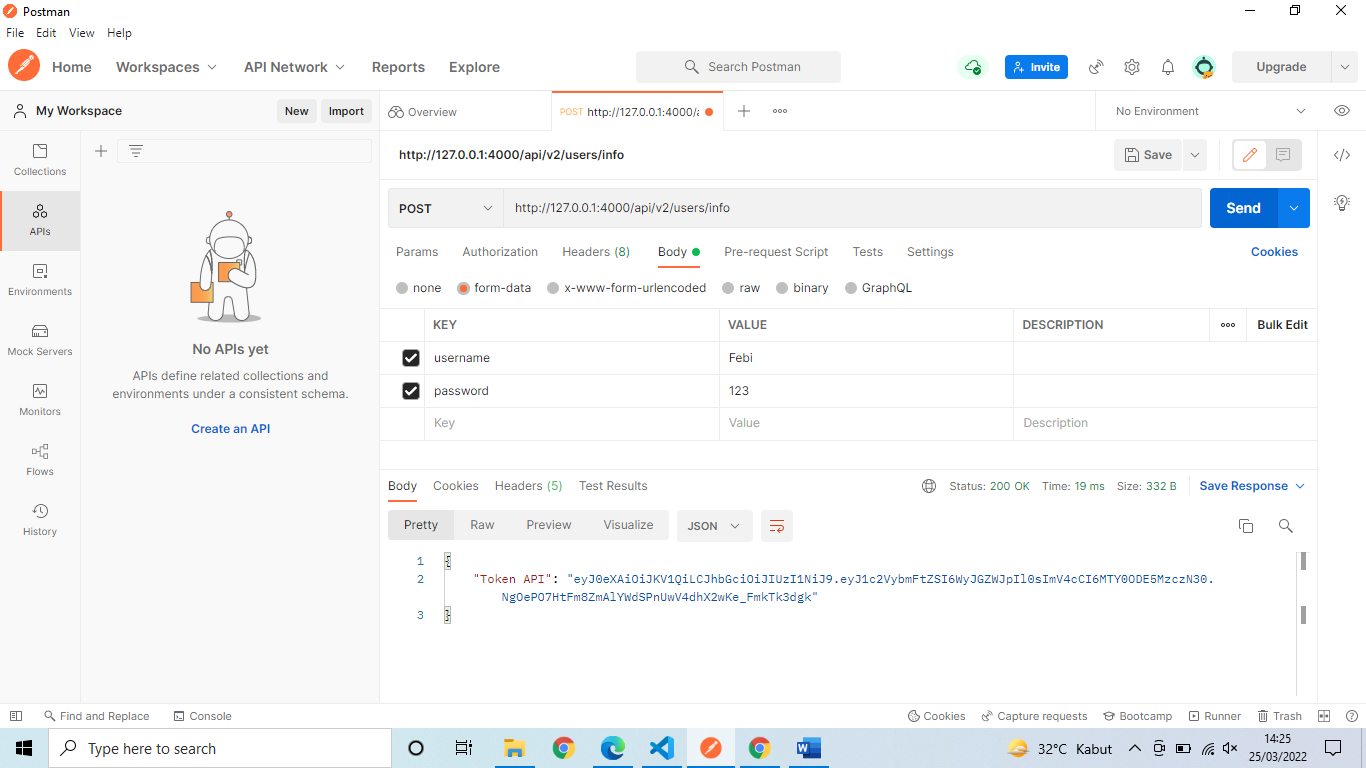 Postman
File Edit View Help
Home Workspaces API Network Reports Explore Search Postman Invite Upgrade
My Workspace New Import Overview POST http://127.0.0.1:4000/a No Environment
http://127.0.0.1:4000/api/v2/users/info Save
POST http://127.0.0.1:4000/api/v2/users/info Send
Params Authorization Headers (8) Body Pre-request Script Tests Settings Cookies
none form-data x-www-form-urlencoded raw binary GraphQL
KEY VALUE DESCRIPTION Bulk Edit
username Febi
password 123
Key Value Description
Collections
APIs
Environments
Mock Servers
Monitors
Flows
History
No APIs yet
APIs define related collections and
environments under a consistent schema.
Create an API
Body Cookies Headers (5) Test Results Status: 200 OK Time: 19 ms Size: 332 B Save Response
Pretty Raw Preview Visualize JSON
1 {
2 "Token API": "eyJ0eXAiOiJKV1QiLCJhbGciOiJIUzI1NiJ9.eyJ1c2VybmFtZSI6WyJGZWJpIl0sImV4cCI6MTY0ODE5MzczN30.
NgOePO7HtFm8ZmAlYWdSPnUwV4dhX2wKe_FmkTk3dgk"
3 }
Find and Replace Console Cookies Capture requests Bootcamp Runner Trash
Type here to search 32°C Kabut 14:25
25/03/2022